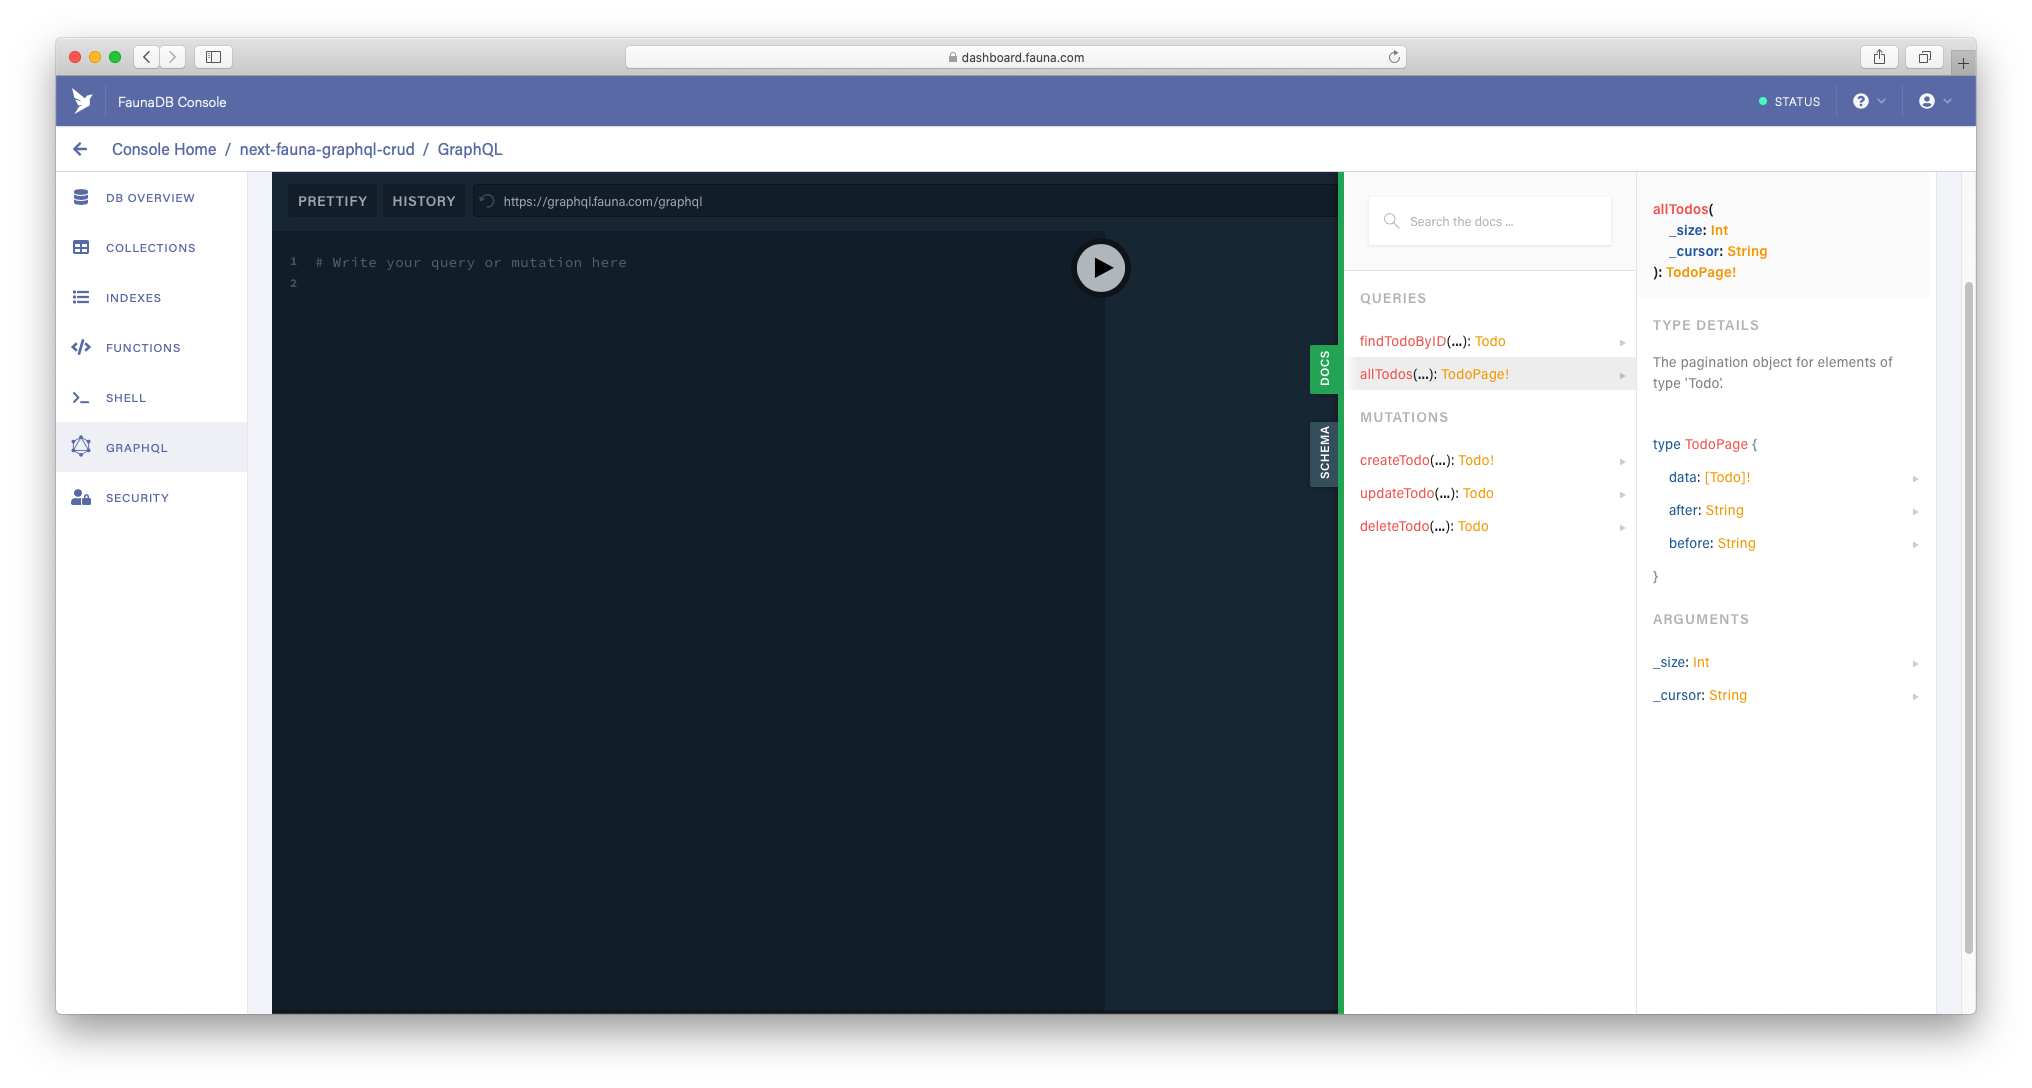 dashboard.fauna.com
FaunaDB Console
STATUS
Console Home / next-fauna-graphql-crud / GraphQL
DB OVERVIEW
COLLECTIONS
INDEXES
FUNCTIONS
SHELL
GRAPHQL
SECURITY
PRETTIFY
HISTORY
https://graphql.fauna.com/graphql
1 # Write your query or mutation here
2
DOCS
SCHEMA
Search the docs ...
QUERIES
findTodoByID(...): Todo
allTodos(...): TodoPage!
MUTATIONS
createTodo(...): Todo!
updateTodo(...): Todo
deleteTodo(...): Todo
allTodos(
_size: Int
_cursor: String
): TodoPage!
TYPE DETAILS
The pagination object for elements of
type 'Todo'.
type TodoPage {
data: [Todo]!
after: String
before: String
}
ARGUMENTS
_size: Int
_cursor: String